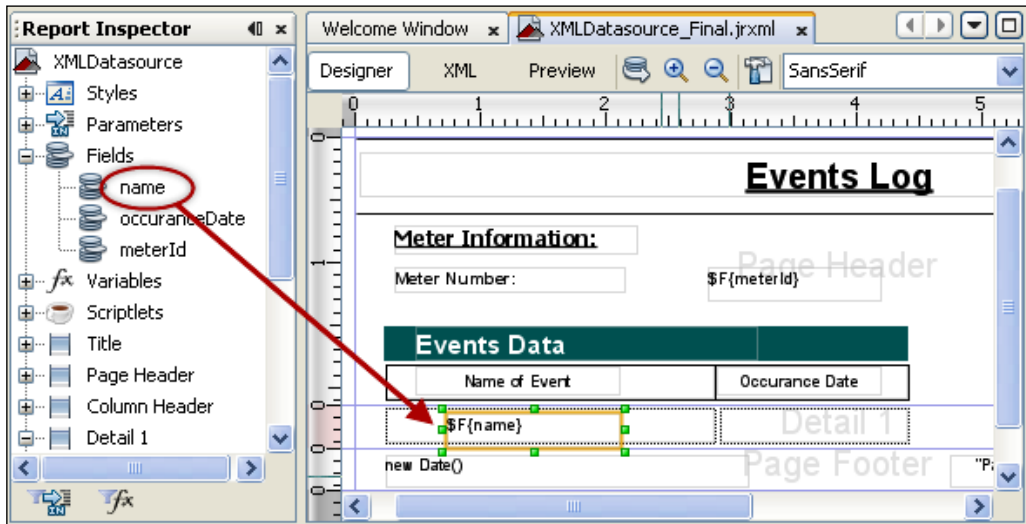 Report Inspector
XMLDatasource
Styles
Parameters
Fields
name
occuranceDate
meterId
fx Variables
Scriptlets
Title
Page Header
Column Header
Detail 1
fx
Welcome Window x XMLDatasource_Final.jrxml x
Designer XML Preview SansSerif
0 1 2 3 4 5
Events Log
Meter Information:
Page Header
Meter Number: $F{meterId}
Events Data
Name of Event Occurance Date
$F{name} Detail 1
new Date() Page Footer "P